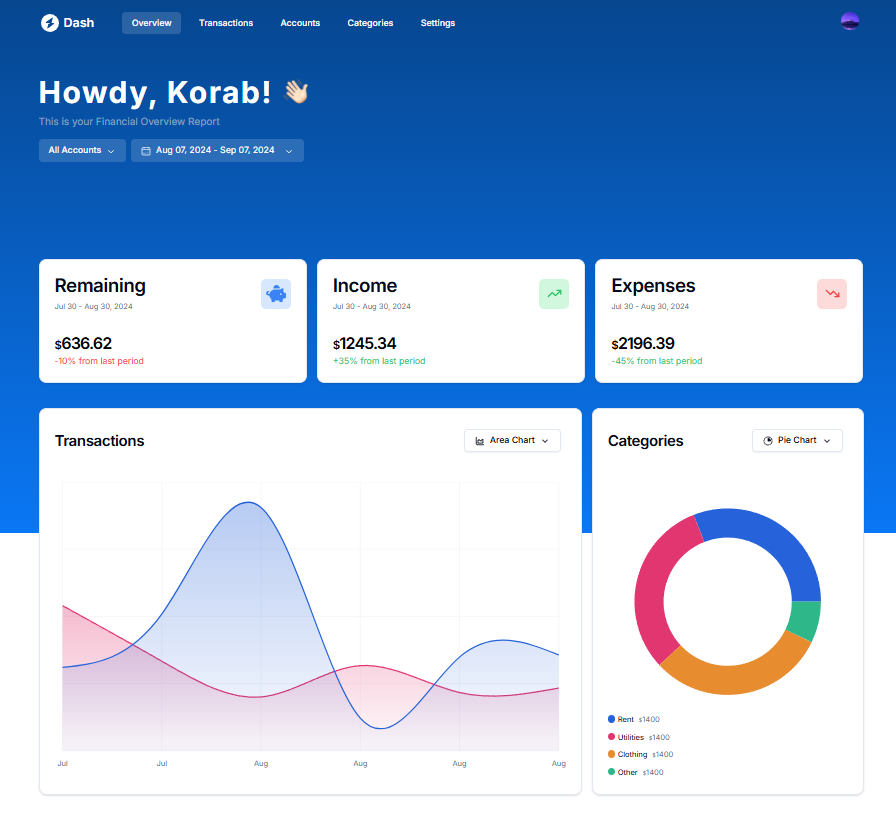 Dash Overview Transactions Accounts Categories Settings
Howdy, Korab! 👋🏻
This is your Financial Overview Report
All Accounts Aug 07, 2024 - Sep 07, 2024
Remaining
Jul 30 - Aug 30, 2024
$636.62
-10% from last period
Income
Jul 30 - Aug 30, 2024
$1245.34
+35% from last period
Expenses
Jul 30 - Aug 30, 2024
$2196.39
-45% from last period
Transactions Area Chart
Jul Jul Aug Aug Aug Aug
Categories Pie Chart
Rent $1400
Utilities $1400
Clothing $1400
Other $1400